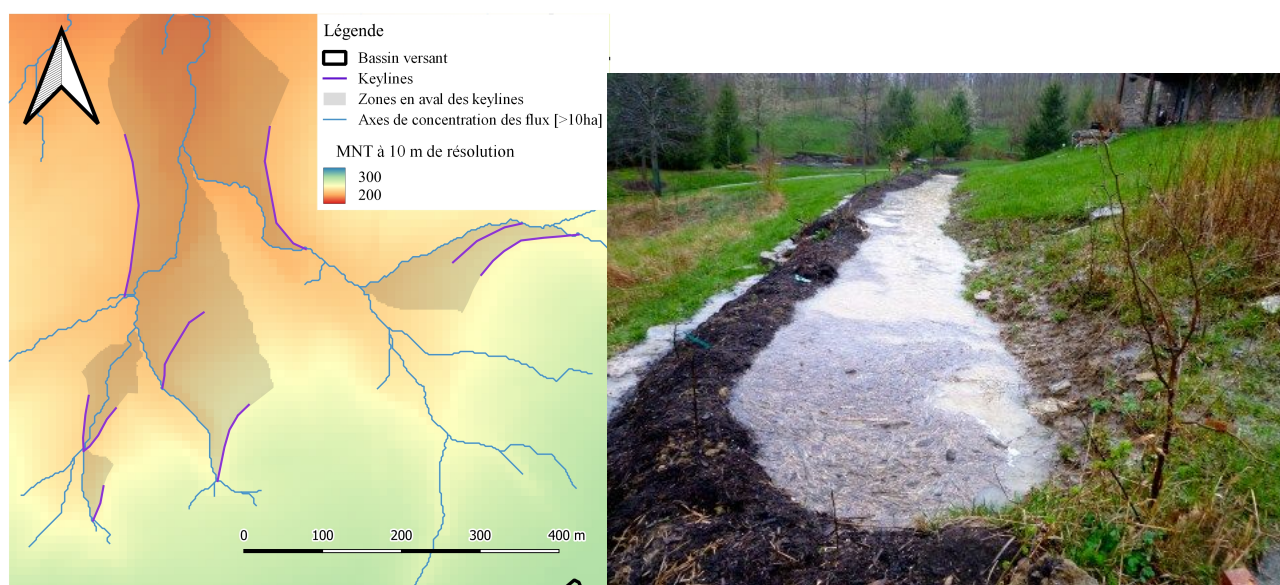 Légende
Bassin versant
Keylines
Zones en aval des keylines
Axes de concentration des flux [>10ha]
MNT à 10 m de résolution
300
200
0 100 200 300 400 m